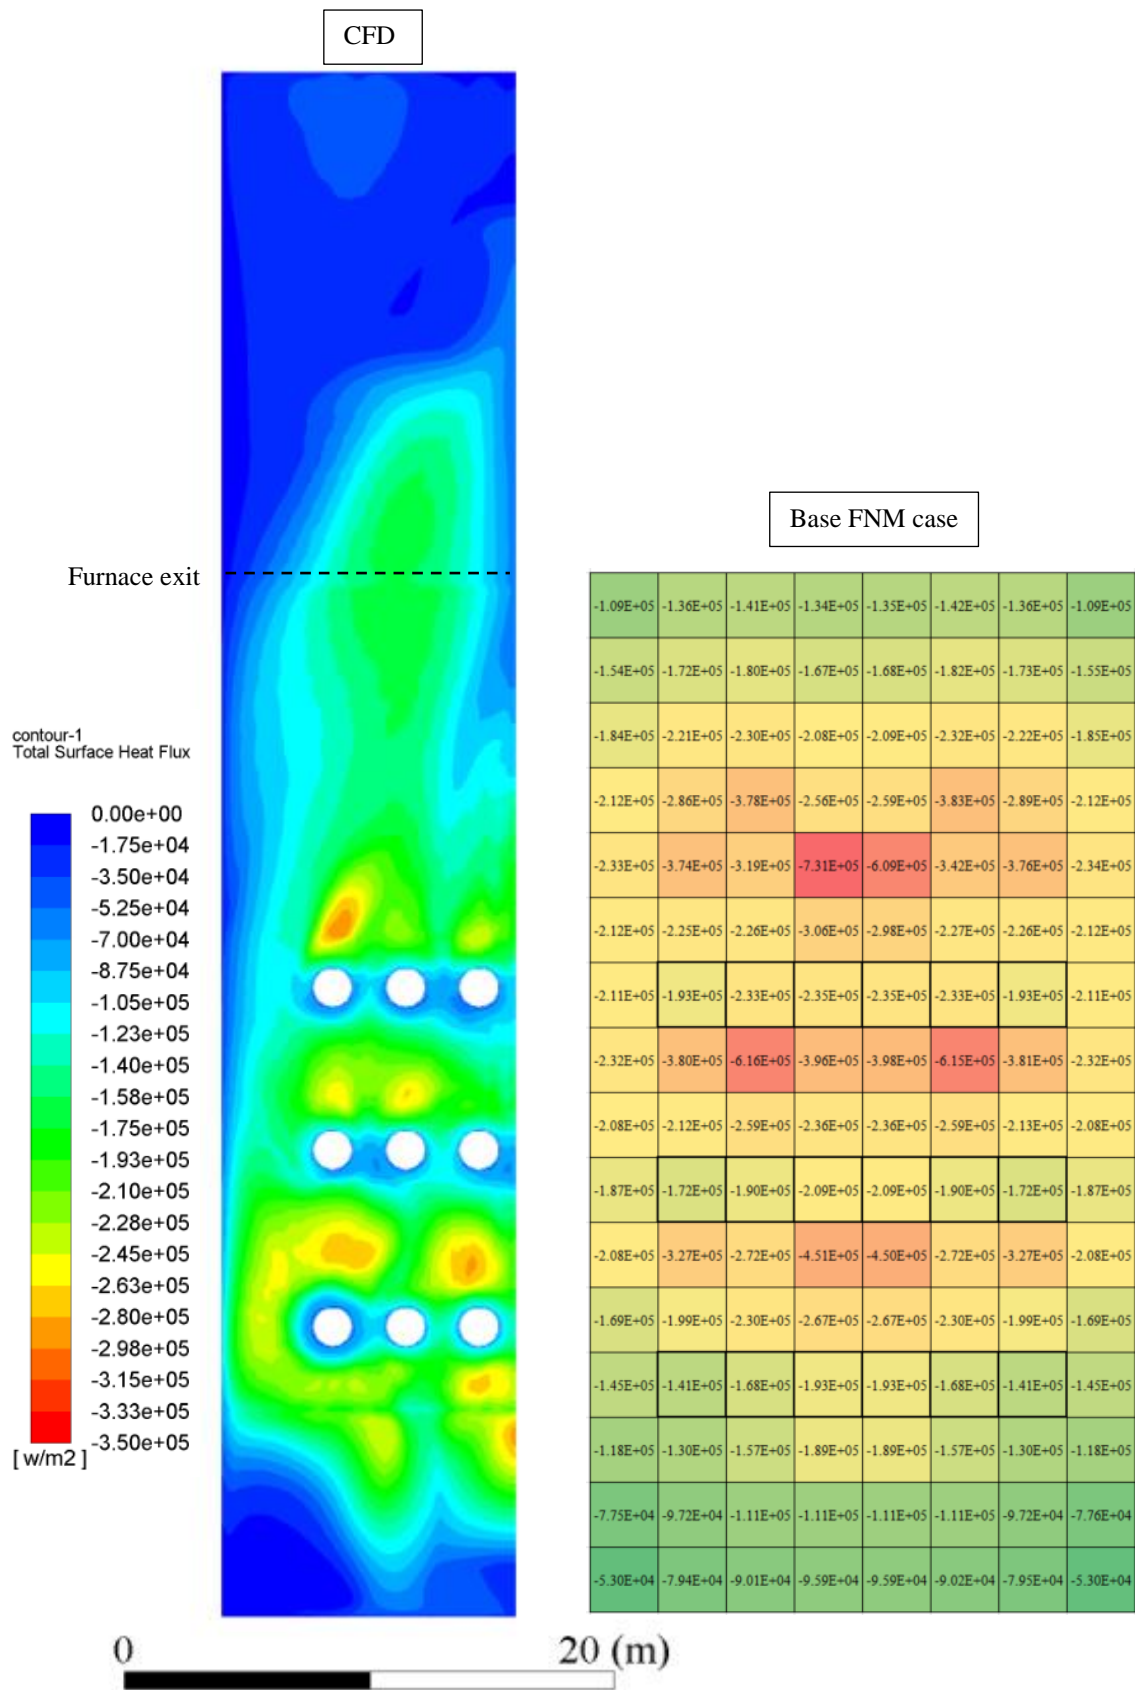 CFD
Base FNM case
Furnace exit
contour-1
Total Surface Heat Flux
0.00e+00
-1.75e+04
-3.50e+04
-5.25e+04
-7.00e+04
-8.75e+04
-1.05e+05
-1.23e+05
-1.40e+05
-1.58e+05
-1.75e+05
-1.93e+05
-2.10e+05
-2.28e+05
-2.45e+05
-2.63e+05
-2.80e+05
-2.98e+05
-3.15e+05
-3.33e+05
-3.50e+05
[ w/m2 ]
-1.09E+05 -1.36E+05 -1.41E+05 -1.34E+05 -1.35E+05 -1.42E+05 -1.36E+05 -1.09E+05
-1.54E+05 -1.72E+05 -1.80E+05 -1.67E+05 -1.68E+05 -1.82E+05 -1.73E+05 -1.55E+05
-1.84E+05 -2.21E+05 -2.30E+05 -2.08E+05 -2.09E+05 -2.32E+05 -2.22E+05 -1.85E+05
-2.12E+05 -2.86E+05 -3.78E+05 -2.56E+05 -2.59E+05 -3.83E+05 -2.89E+05 -2.12E+05
-2.33E+05 -3.74E+05 -3.19E+05 -7.31E+05 -6.09E+05 -3.42E+05 -3.76E+05 -2.34E+05
-2.12E+05 -2.25E+05 -2.26E+05 -3.06E+05 -2.98E+05 -2.27E+05 -2.26E+05 -2.12E+05
-2.11E+05 -1.93E+05 -2.33E+05 -2.35E+05 -2.35E+05 -2.33E+05 -1.93E+05 -2.11E+05
-2.32E+05 -3.80E+05 -6.16E+05 -3.96E+05 -3.98E+05 -6.15E+05 -3.81E+05 -2.32E+05
-2.08E+05 -2.12E+05 -2.59E+05 -2.36E+05 -2.36E+05 -2.59E+05 -2.13E+05 -2.08E+05
-1.87E+05 -1.72E+05 -1.90E+05 -2.09E+05 -2.09E+05 -1.90E+05 -1.72E+05 -1.87E+05
-2.08E+05 -3.27E+05 -2.72E+05 -4.51E+05 -4.50E+05 -2.72E+05 -3.27E+05 -2.08E+05
-1.69E+05 -1.99E+05 -2.30E+05 -2.67E+05 -2.67E+05 -2.30E+05 -1.99E+05 -1.69E+05
-1.45E+05 -1.41E+05 -1.68E+05 -1.93E+05 -1.93E+05 -1.68E+05 -1.41E+05 -1.45E+05
-1.18E+05 -1.30E+05 -1.57E+05 -1.89E+05 -1.89E+05 -1.57E+05 -1.30E+05 -1.18E+05
-7.75E+04 -9.72E+04 -1.11E+05 -1.11E+05 -1.11E+05 -1.11E+05 -9.72E+04 -7.76E+04
-5.30E+04 -7.94E+04 -9.01E+04 -9.59E+04 -9.59E+04 -9.02E+04 -7.95E+04 -5.30E+04
0 20 (m)